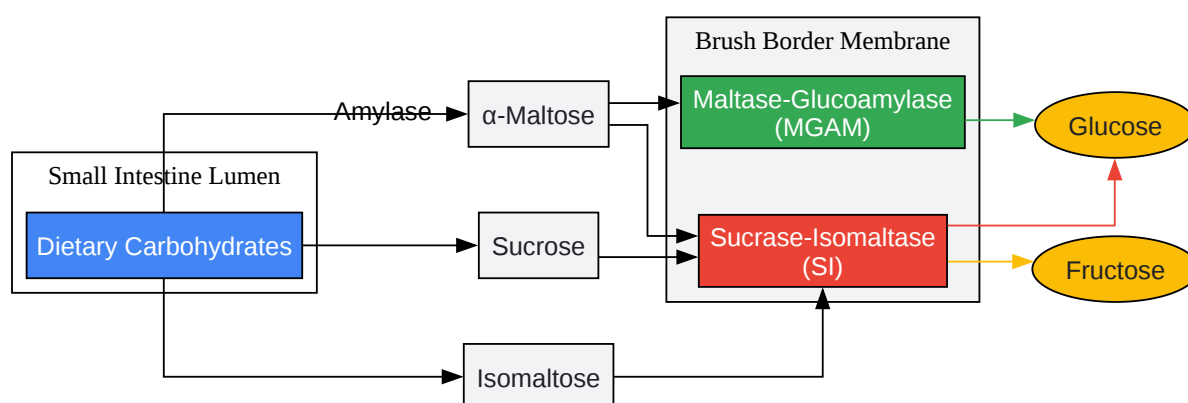 Brush Border Membrane
Amylase
α-Maltose
Maltase-Glucoamylase
(MGAM)
Glucose
Small Intestine Lumen
Dietary Carbohydrates
Sucrose
Sucrase-Isomaltase
(SI)
Fructose
Isomaltose